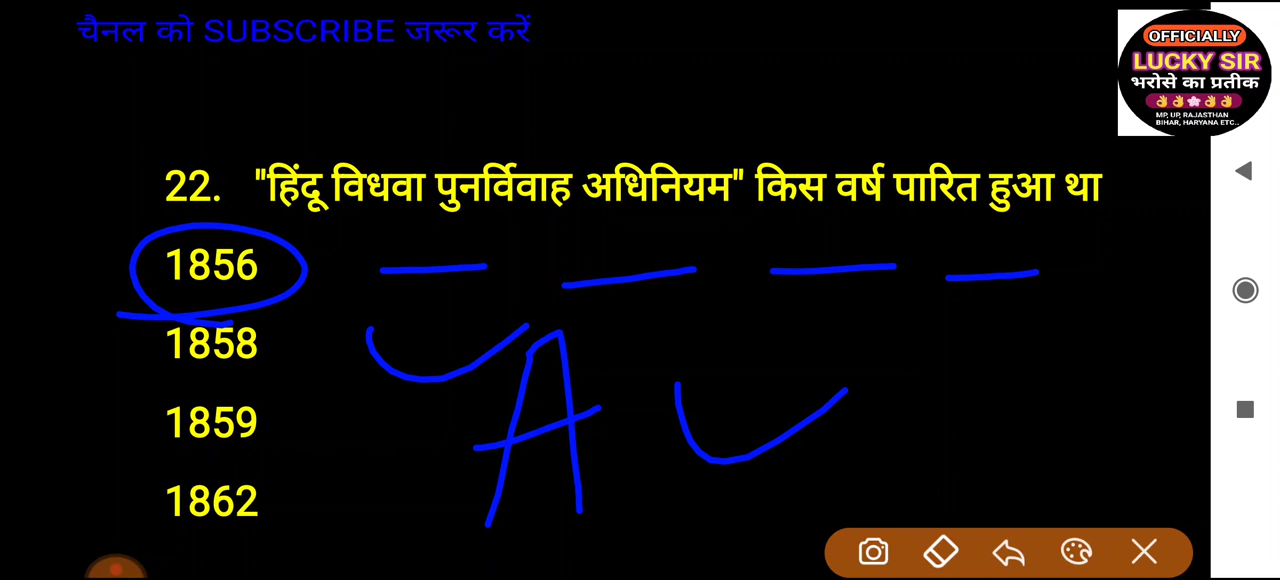 चैनल को SUBSCRIBE जरूर करें
OFFICIALLY
LUCKY SIR
भरोसे का प्रतीक
MP, UP, RAJASTHAN
BIHAR, HARYANA ETC..
22. "हिंदू विधवा पुनर्विवाह अधिनियम" किस वर्ष पारित हुआ था
1856
1858
1859
1862
A